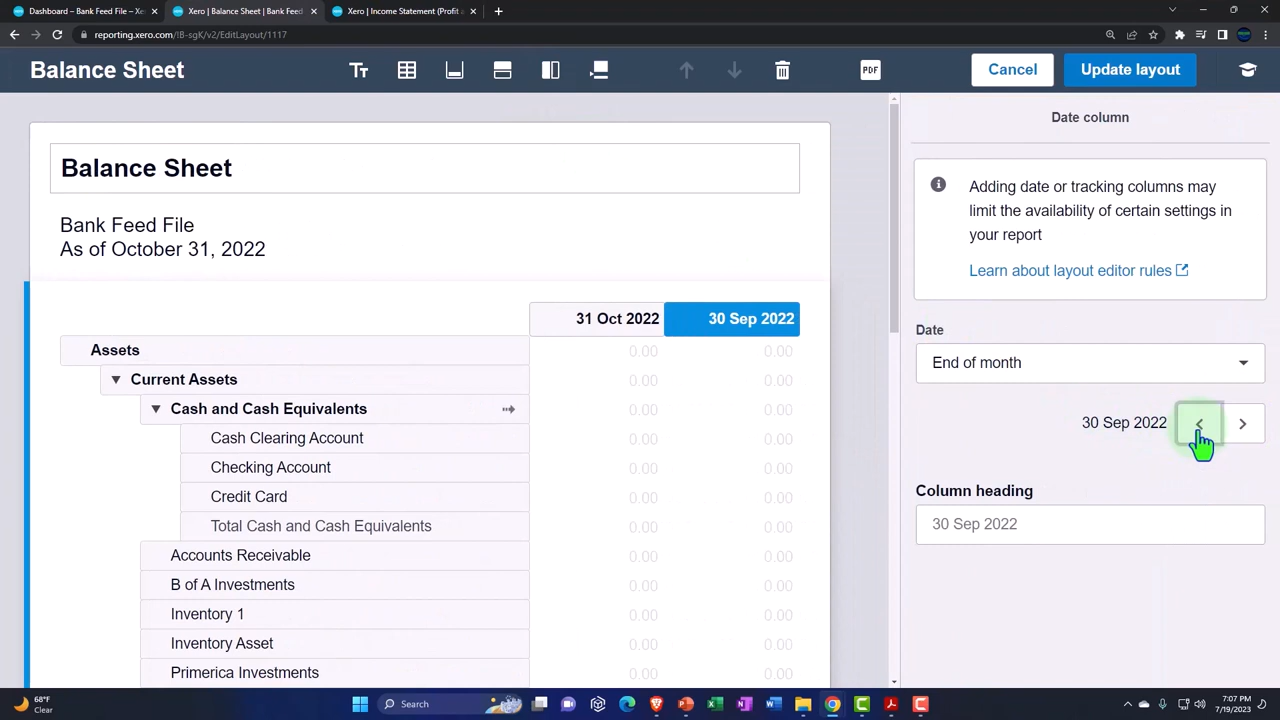 Dashboard – Bank Feed File – Xe
Xero | Balance Sheet | Bank Feed
Xero | Income Statement (Profit a
reporting.xero.com/!B-sgK/v2/EditLayout/1117
Balance Sheet
PDF
Cancel
Update layout
Date column
Balance Sheet
Adding date or tracking columns may
limit the availability of certain settings in
your report
Learn about layout editor rules
Bank Feed File
As of October 31, 2022
31 Oct 2022 30 Sep 2022
Assets 0.00 0.00
Current Assets 0.00 0.00
Cash and Cash Equivalents 0.00 0.00
Cash Clearing Account 0.00 0.00
Checking Account 0.00 0.00
Credit Card 0.00 0.00
Total Cash and Cash Equivalents 0.00 0.00
Accounts Receivable 0.00 0.00
B of A Investments 0.00 0.00
Inventory 1 0.00 0.00
Inventory Asset 0.00 0.00
Primerica Investments 0.00 0.00
Date
End of month
30 Sep 2022
Column heading
30 Sep 2022
68°F
Clear
Search
7:07 PM
7/19/2023